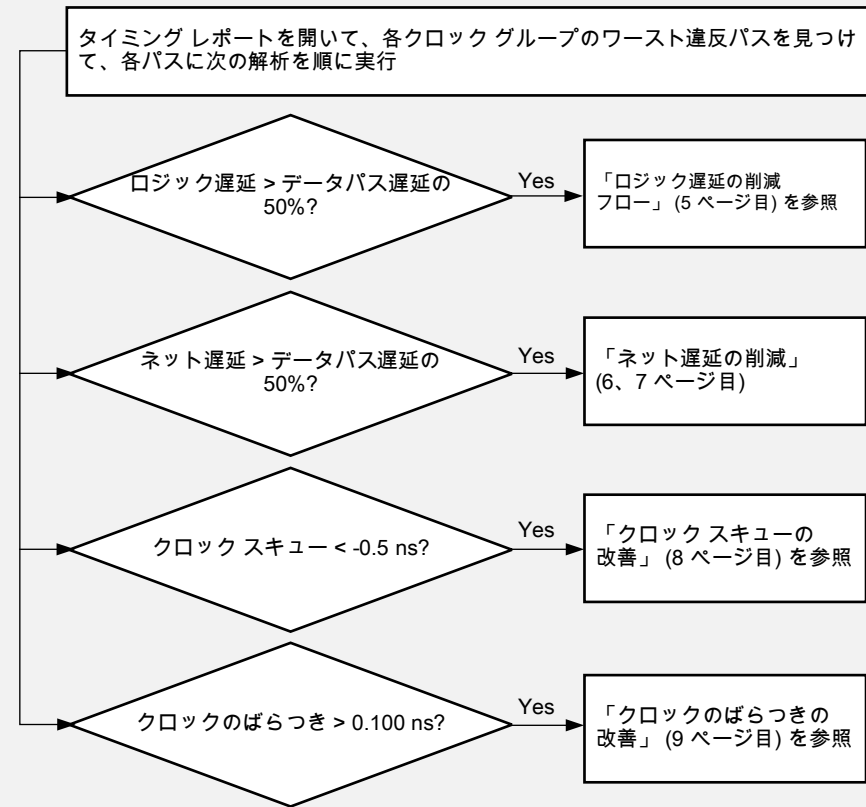 タイミング レポートを開いて、各クロック グループのワースト違反パスを見つけ
て、各パスに次の解析を順に実行
ロジック遅延 > データパス遅延の
50%?
Yes
「ロジック遅延の削減
フロー」 (5 ページ目) を参照
ネット遅延 > データパス遅延の
50%?
Yes
「ネット遅延の削減」
(6、7 ページ目)
クロック スキュー < -0.5 ns?
Yes
「クロック スキューの
改善」 (8 ページ目) を参照
クロックのばらつき > 0.100 ns?
Yes
「クロックのばらつきの
改善」 (9 ページ目) を参照